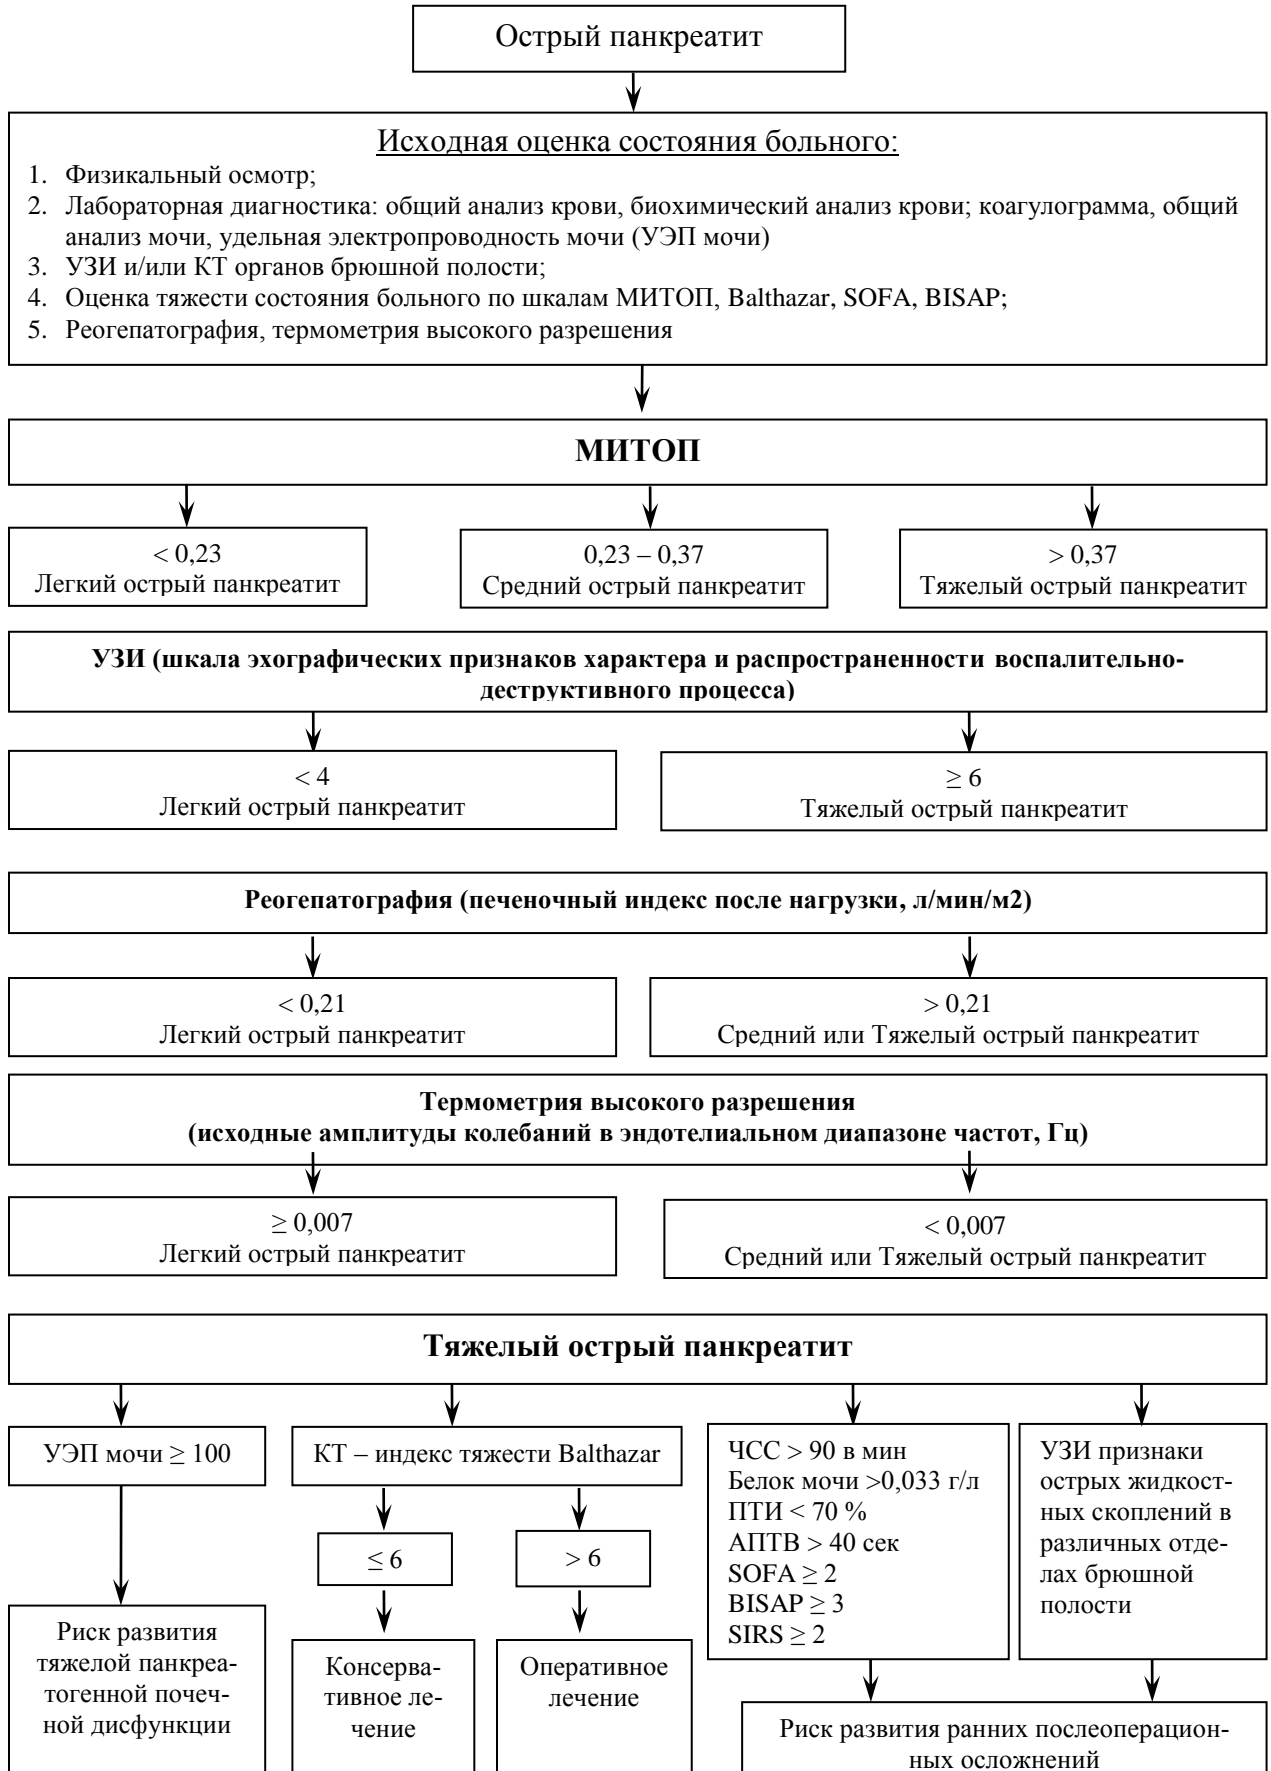 Острый панкреатит
Исходная оценка состояния больного:
1. Физикальный осмотр;
2. Лабораторная диагностика: общий анализ крови, биохимический анализ крови; коагулограмма, общий
анализ мочи, удельная электропроводность мочи (УЭП мочи)
3. УЗИ и/или КТ органов брюшной полости;
4. Оценка тяжести состояния больного по шкалам МИТОП, Balthazar, SOFA, BISAP;
5. Реогепатография, термометрия высокого разрешения
МИТОП
< 0,23
Легкий острый панкреатит
0,23 – 0,37
Средний острый панкреатит
> 0,37
Тяжелый острый панкреатит
УЗИ (шкала эхографических признаков характера и распространенности воспалительно-
деструктивного процесса)
< 4
Легкий острый панкреатит
≥ 6
Тяжелый острый панкреатит
Реогепатография (печеночный индекс после нагрузки, л/мин/м2)
< 0,21
Легкий острый панкреатит
> 0,21
Средний или Тяжелый острый панкреатит
Термометрия высокого разрешения
(исходные амплитуды колебаний в эндотелиальном диапазоне частот, Гц)
≥ 0,007
Легкий острый панкреатит
< 0,007
Средний или Тяжелый острый панкреатит
Тяжелый острый панкреатит
УЭП мочи ≥ 100
Риск развития
тяжелой панкреа-
тогенной почеч-
ной дисфункции
КТ – индекс тяжести Balthazar
≤ 6
> 6
Консерва-
тивное ле-
чение
Оперативное
лечение
ЧСС > 90 в мин
Белок мочи >0,033 г/л
ПТИ < 70 %
АПТВ > 40 сек
SOFA ≥ 2
BISAP ≥ 3
SIRS ≥ 2
УЗИ признаки
острых жидкост-
ных скоплений в
различных отде-
лах брюшной
полости
Риск развития ранних послеоперацион-
ных осложнений